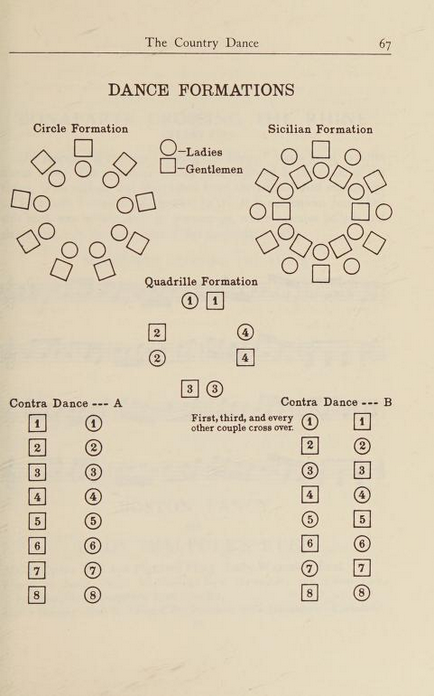 The Country Dance 67
DANCE FORMATIONS
Circle Formation
Sicilian Formation
—Ladies
—Gentlemen
Quadrille Formation
1 1
2 4
2 4
3 3
Contra Dance --- A
1 1
2 2
3 3
4 4
5 5
6 6
7 7
8 8
Contra Dance --- B
First, third, and every
other couple cross over.
1 1
2 2
3 3
4 4
5 5
6 6
7 7
8 8